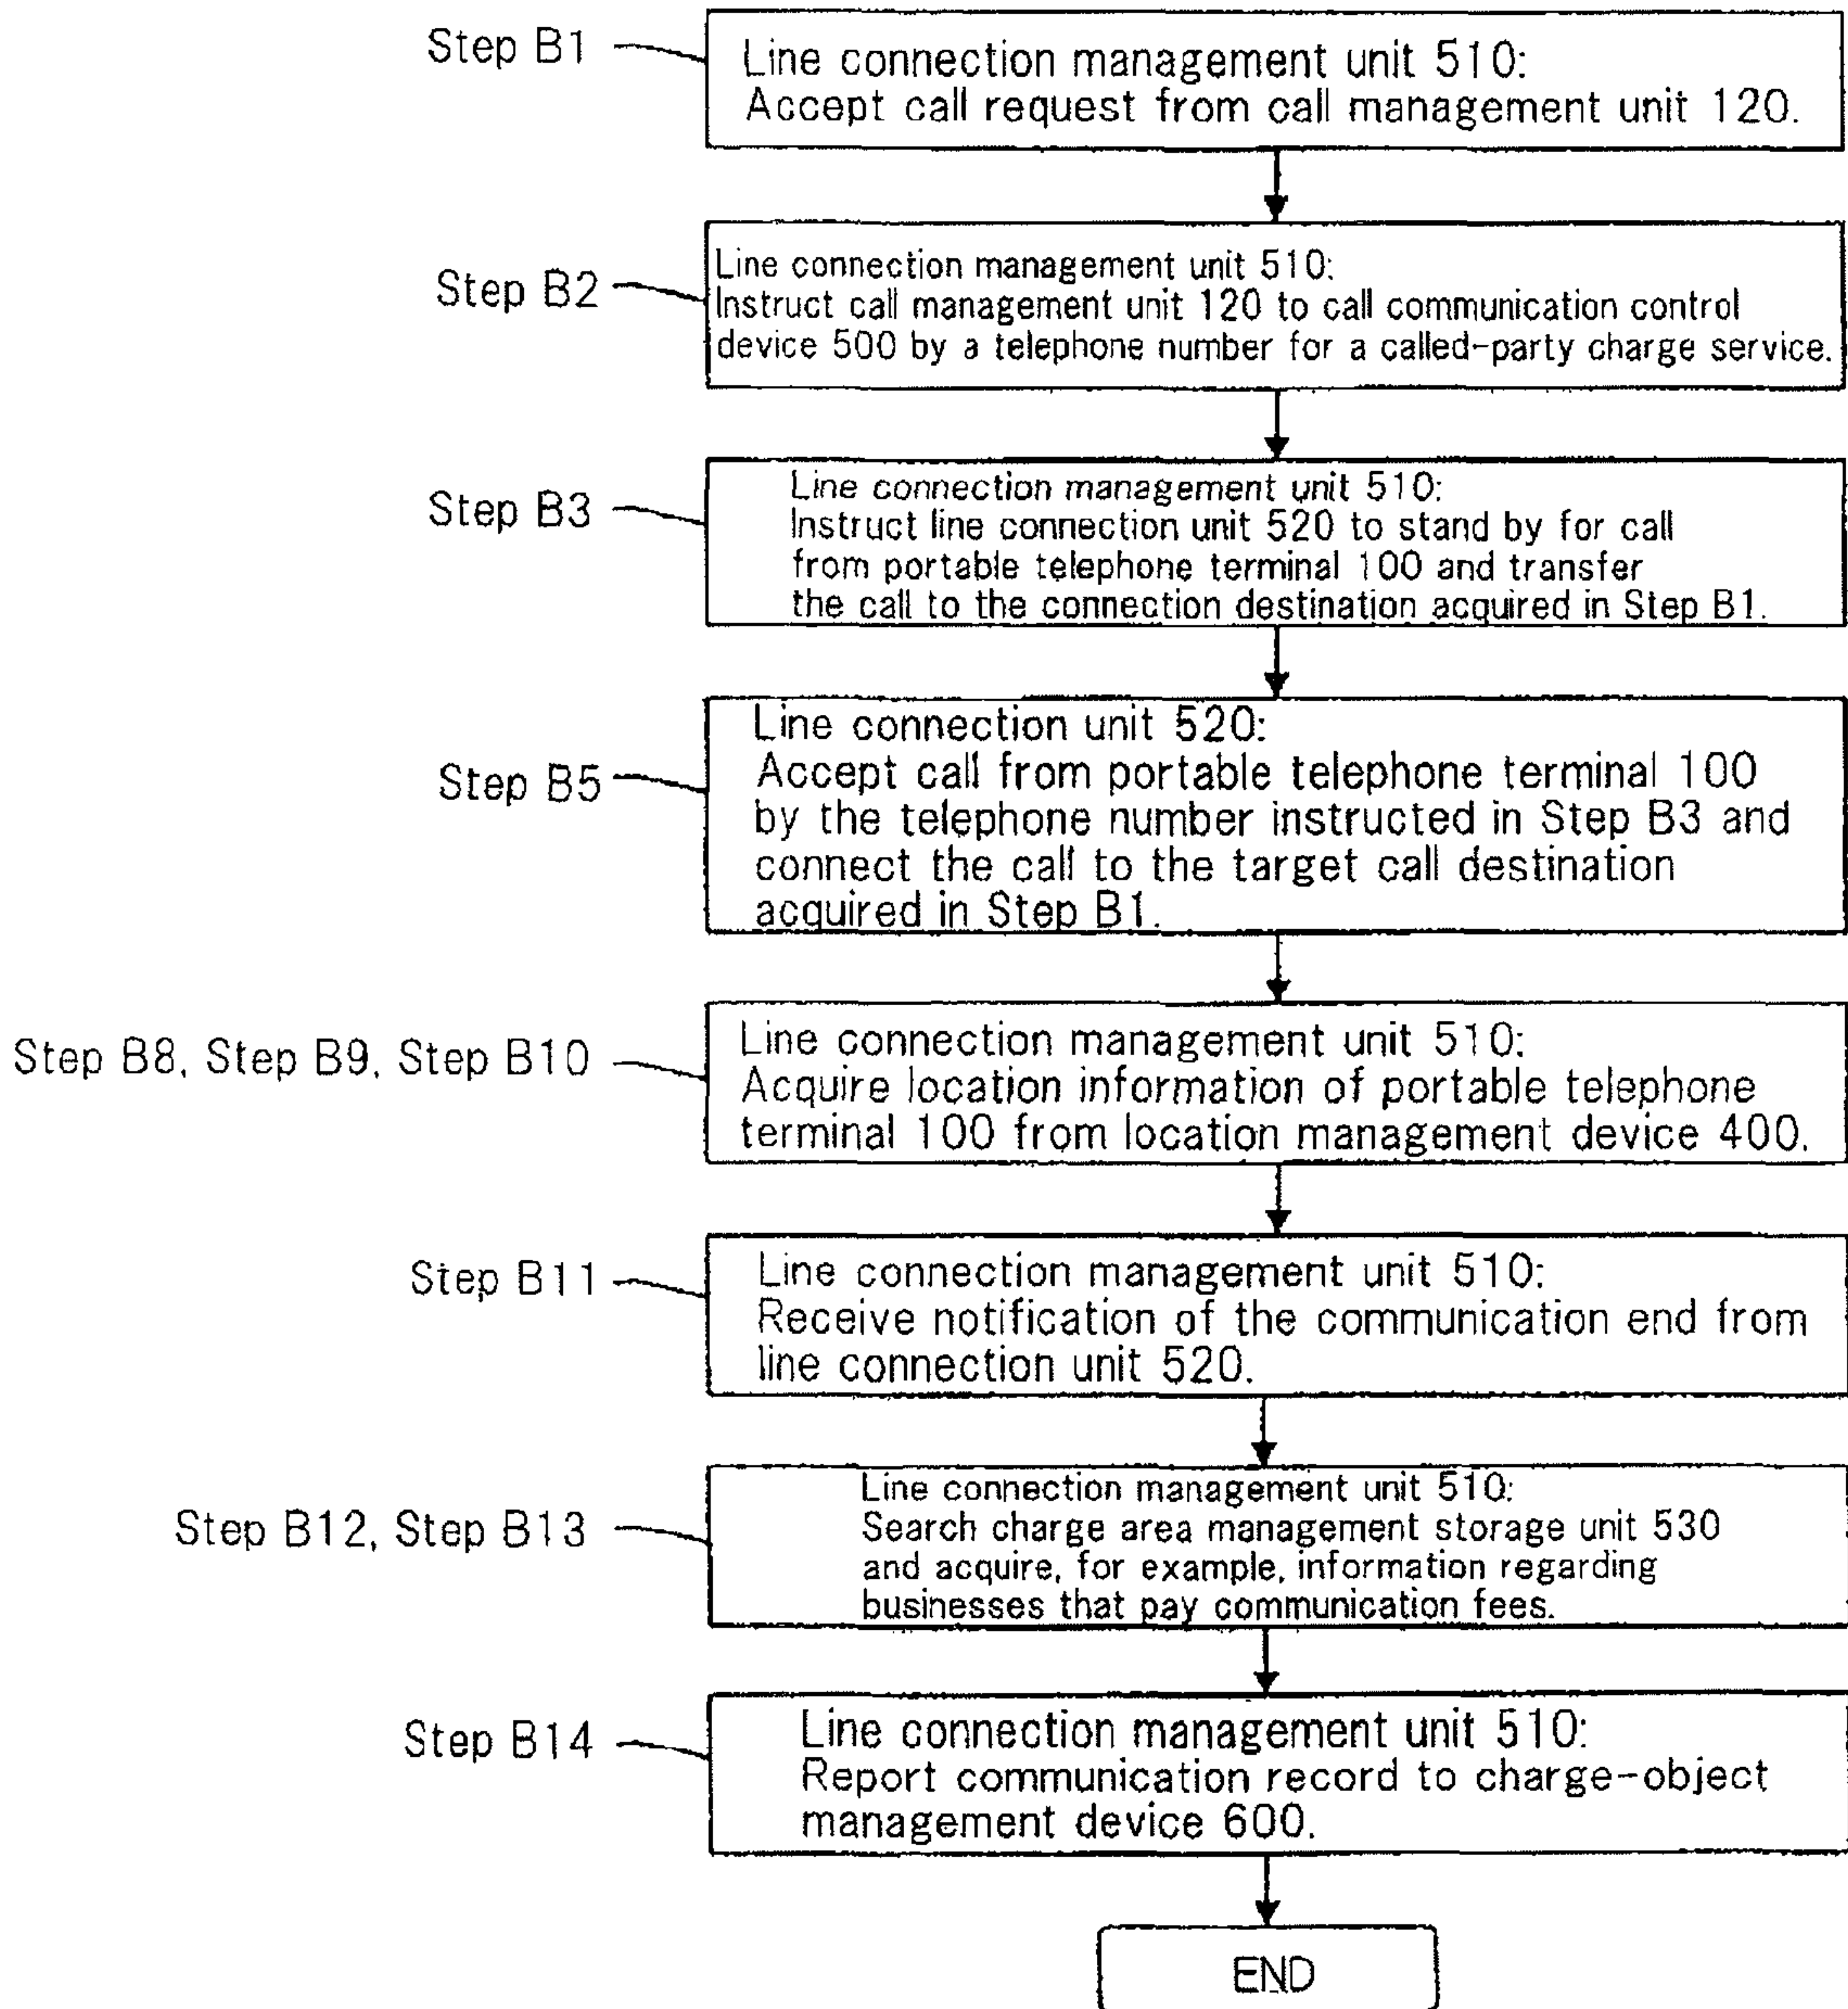 Step B1
Line connection management unit 510:
Accept call request from call management unit 120.
Step B2
Line connection management unit 510:
Instruct call management unit 120 to call communication control
device 500 by a telephone number for a called-party charge service.
Step B3
Line connection management unit 510:
Instruct line connection unit 520 to stand by for call
from portable telephone terminal 100 and transfer
the call to the connection destination acquired in Step B1.
Step B5
Line connection unit 520:
Accept call from portable telephone terminal 100
by the telephone number instructed in Step B3 and
connect the call to the target call destination
acquired in Step B1.
Step B8, Step B9, Step B10
Line connection management unit 510:
Acquire location information of portable telephone
terminal 100 from location management device 400.
Step B11
Line connection management unit 510:
Receive notification of the communication end from
line connection unit 520.
Step B12, Step B13
Line connection management unit 510:
Search charge area management storage unit 530
and acquire, for example, information regarding
businesses that pay communication fees.
Step B14
Line connection management unit 510:
Report communication record to charge-object
management device 600.
END